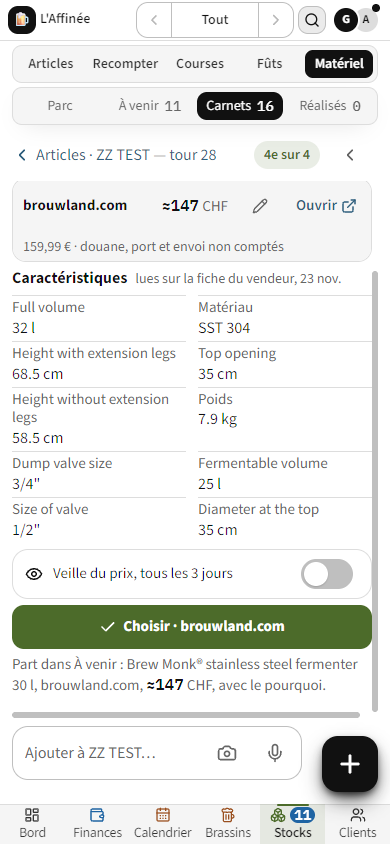 L'Affinée
Tout
G
A
Articles
Recompter
Courses
Fûts
Matériel
Parc
À venir 11
Carnets 16
Réalisés 0
Articles · ZZ TEST — tour 28
4e sur 4
brouwland.com
≈147 CHF
Ouvrir
159,99 € · douane, port et envoi non comptés
Caractéristiques lues sur la fiche du vendeur, 23 nov.
Full volume
32 l
Matériau
SST 304
Height with extension legs
68.5 cm
Top opening
35 cm
Height without extension
legs
58.5 cm
Poids
7.9 kg
Dump valve size
3/4"
Fermentable volume
25 l
Size of valve
1/2"
Diameter at the top
35 cm
Veille du prix, tous les 3 jours
Choisir · brouwland.com
Part dans À venir : Brew Monk® stainless steel fermenter
30 l, brouwland.com, ≈147 CHF, avec le pourquoi.
Ajouter à ZZ TEST…
Bord
Finances
Calendrier
Brassins
11
Stocks
Clients